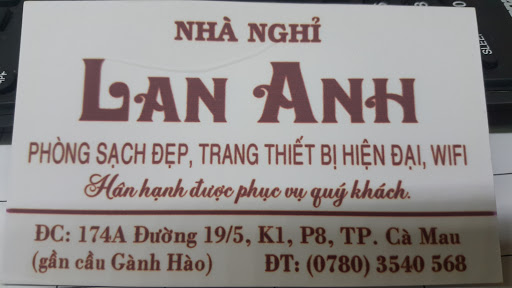 NHÀ NGHỈ
LAN ANH
PHÒNG SẠCH ĐẸP, TRANG THIẾT BỊ HIỆN ĐẠI, WIFI
Hân hạnh được phục vụ quý khách.
ĐC: 174A Đường 19/5, K1, P8, TP. Cà Mau
(gần cầu Gành Hào) ĐT: (0780) 3540 568